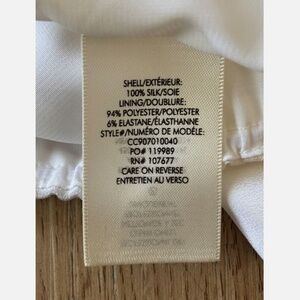 SHELL/EXTÉRIEUR:
100% SILK/SOIE
LINING/DOUBLURE:
94% POLYESTER/POLYESTER
6% ELASTANE/ÉLASTHANNE
STYLE#/NUMÉRO DE MODÈLE:
CC907010040
PO# 119989
RN# 107677
CARE ON REVERSE
ENTRETIEN AU VERSO